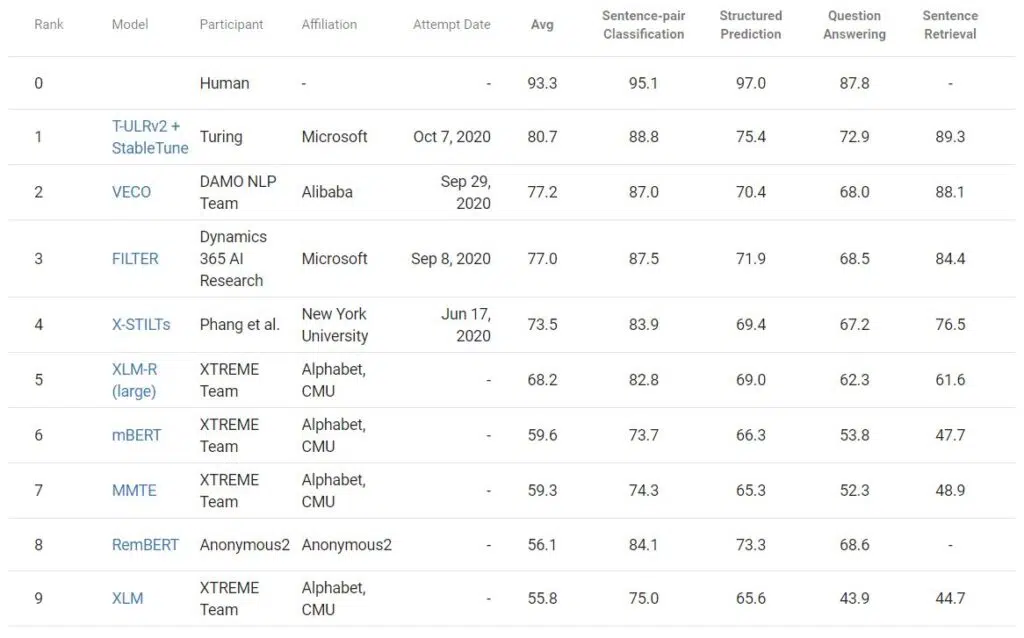 Rank Model Participant Affiliation Attempt Date Avg Sentence-pair Classification Structured Prediction Question Answering Sentence Retrieval
0 Human - - 93.3 95.1 97.0 87.8 -
1 T-ULRv2 + StableTune Turing Microsoft Oct 7, 2020 80.7 88.8 75.4 72.9 89.3
2 VECO DAMO NLP Team Alibaba Sep 29, 2020 77.2 87.0 70.4 68.0 88.1
3 FILTER Dynamics 365 AI Research Microsoft Sep 8, 2020 77.0 87.5 71.9 68.5 84.4
4 X-STILTs Phang et al. New York University Jun 17, 2020 73.5 83.9 69.4 67.2 76.5
5 XLM-R (large) XTREME Team Alphabet, CMU - 68.2 82.8 69.0 62.3 61.6
6 mBERT XTREME Team Alphabet, CMU - 59.6 73.7 66.3 53.8 47.7
7 MMTE XTREME Team Alphabet, CMU - 59.3 74.3 65.3 52.3 48.9
8 RemBERT Anonymous2 Anonymous2 - 56.1 84.1 73.3 68.6 -
9 XLM XTREME Team Alphabet, CMU - 55.8 75.0 65.6 43.9 44.7